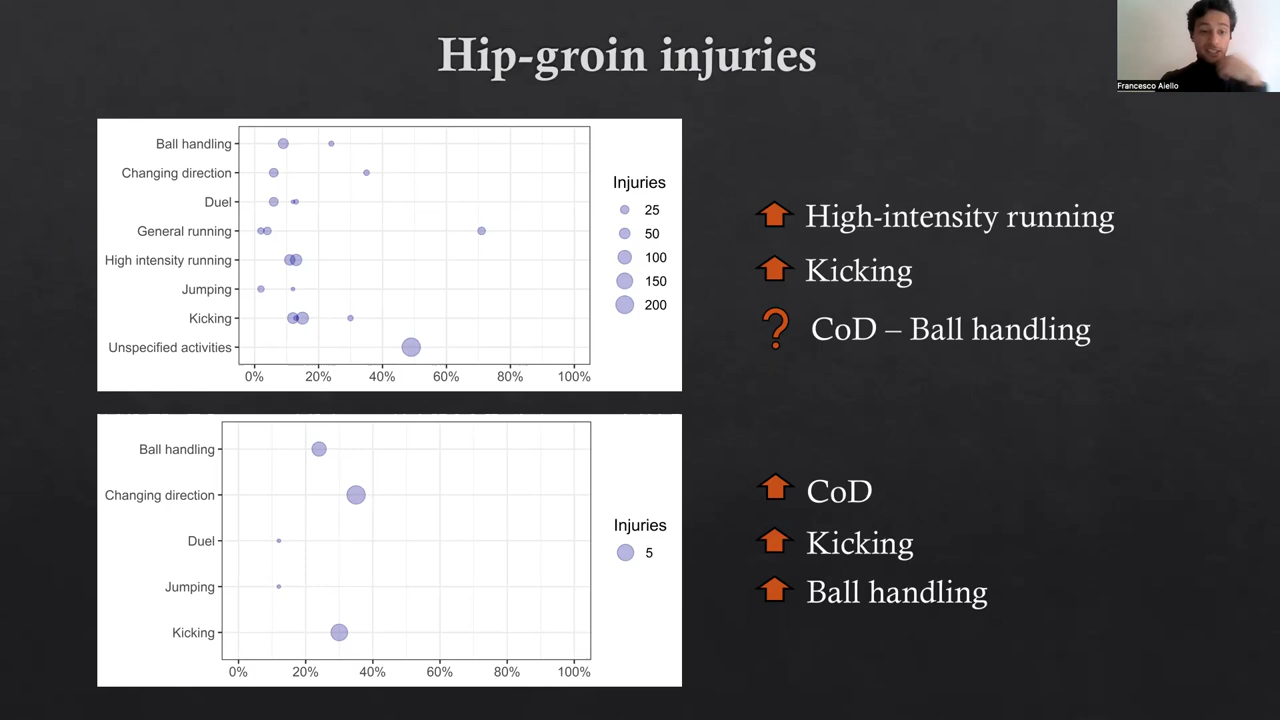 Hip-groin injuries
Francesco Aiello
Ball handling
Changing direction
Duel
General running
High intensity running
Jumping
Kicking
Unspecified activities
0% 20% 40% 60% 80% 100%
Injuries
25
50
100
150
200
High-intensity running
Kicking
? CoD – Ball handling
Ball handling
Changing direction
Duel
Jumping
Kicking
0% 20% 40% 60% 80% 100%
Injuries
5
CoD
Kicking
Ball handling